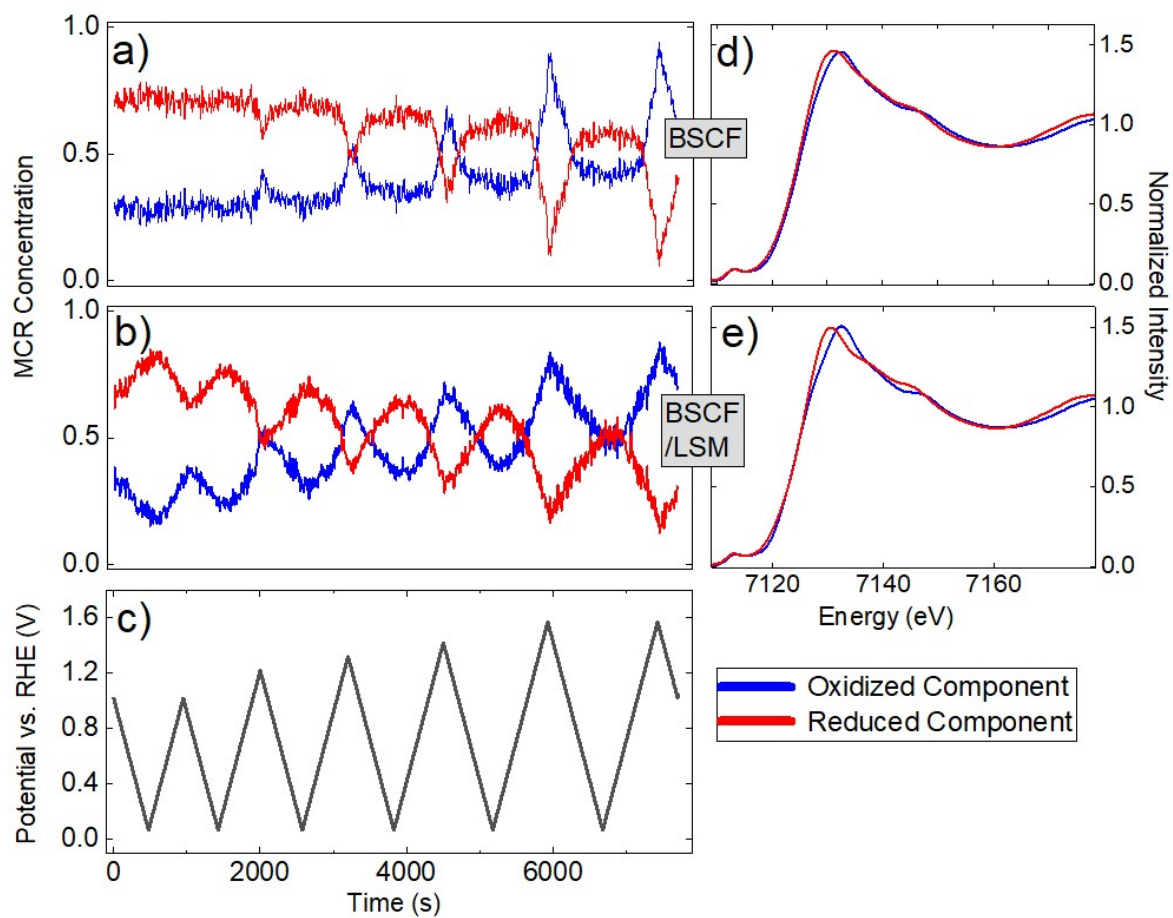 a)
MCR Concentration
1.0
0.5
0.0
BSCF
d)
Normalized Intensity
1.5
1.0
0.5
0.0
b)
1.0
0.5
0.0
BSCF
/LSM
e)
1.5
1.0
0.5
0.0
7120
7140
7160
Energy (eV)
c)
Potential vs. RHE (V)
1.6
1.2
0.8
0.4
0.0
0
2000
4000
6000
Time (s)
Oxidized Component
Reduced Component